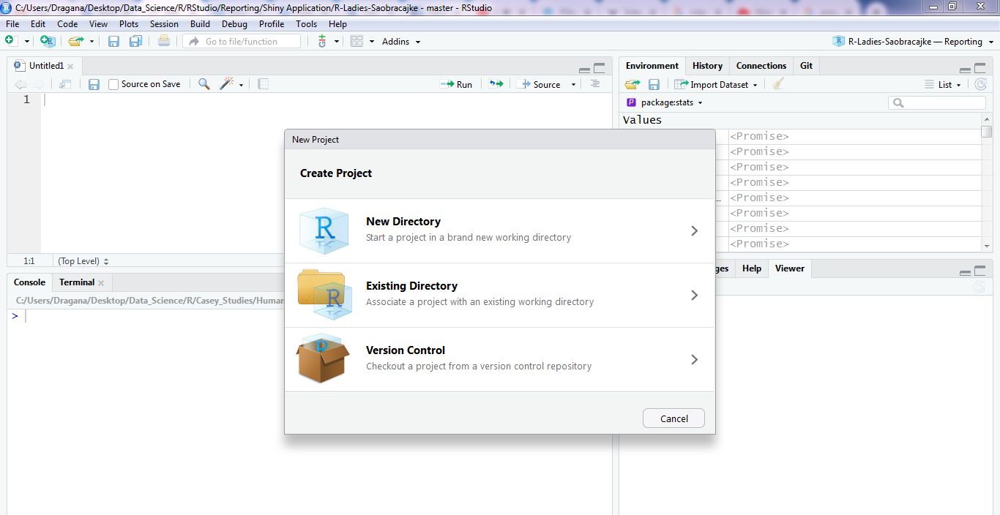 C:/Users/Dragana/Desktop/Data_Science/R/RStudio/Reporting/Shiny Application/R-Ladies-Saobracajke - master - RStudio
File Edit Code View Plots Session Build Debug Profile Tools Help
Go to file/function Addins R-Ladies-Saobracajke — Reporting
Untitled1
Source on Save Run Source
1
1:1 (Top Level)
Console Terminal
C:/Users/Dragana/Desktop/Data_Science/R/Casey_Studies/Human
>
Environment History Connections Git
Import Dataset List
package:stats
Values
<Promise>
<Promise>
<Promise>
<Promise>
... <Promise>
<Promise>
<Promise>
<Promise>
ges Help Viewer
New Project
Create Project
New Directory
Start a project in a brand new working directory
Existing Directory
Associate a project with an existing working directory
Version Control
Checkout a project from a version control repository
Cancel